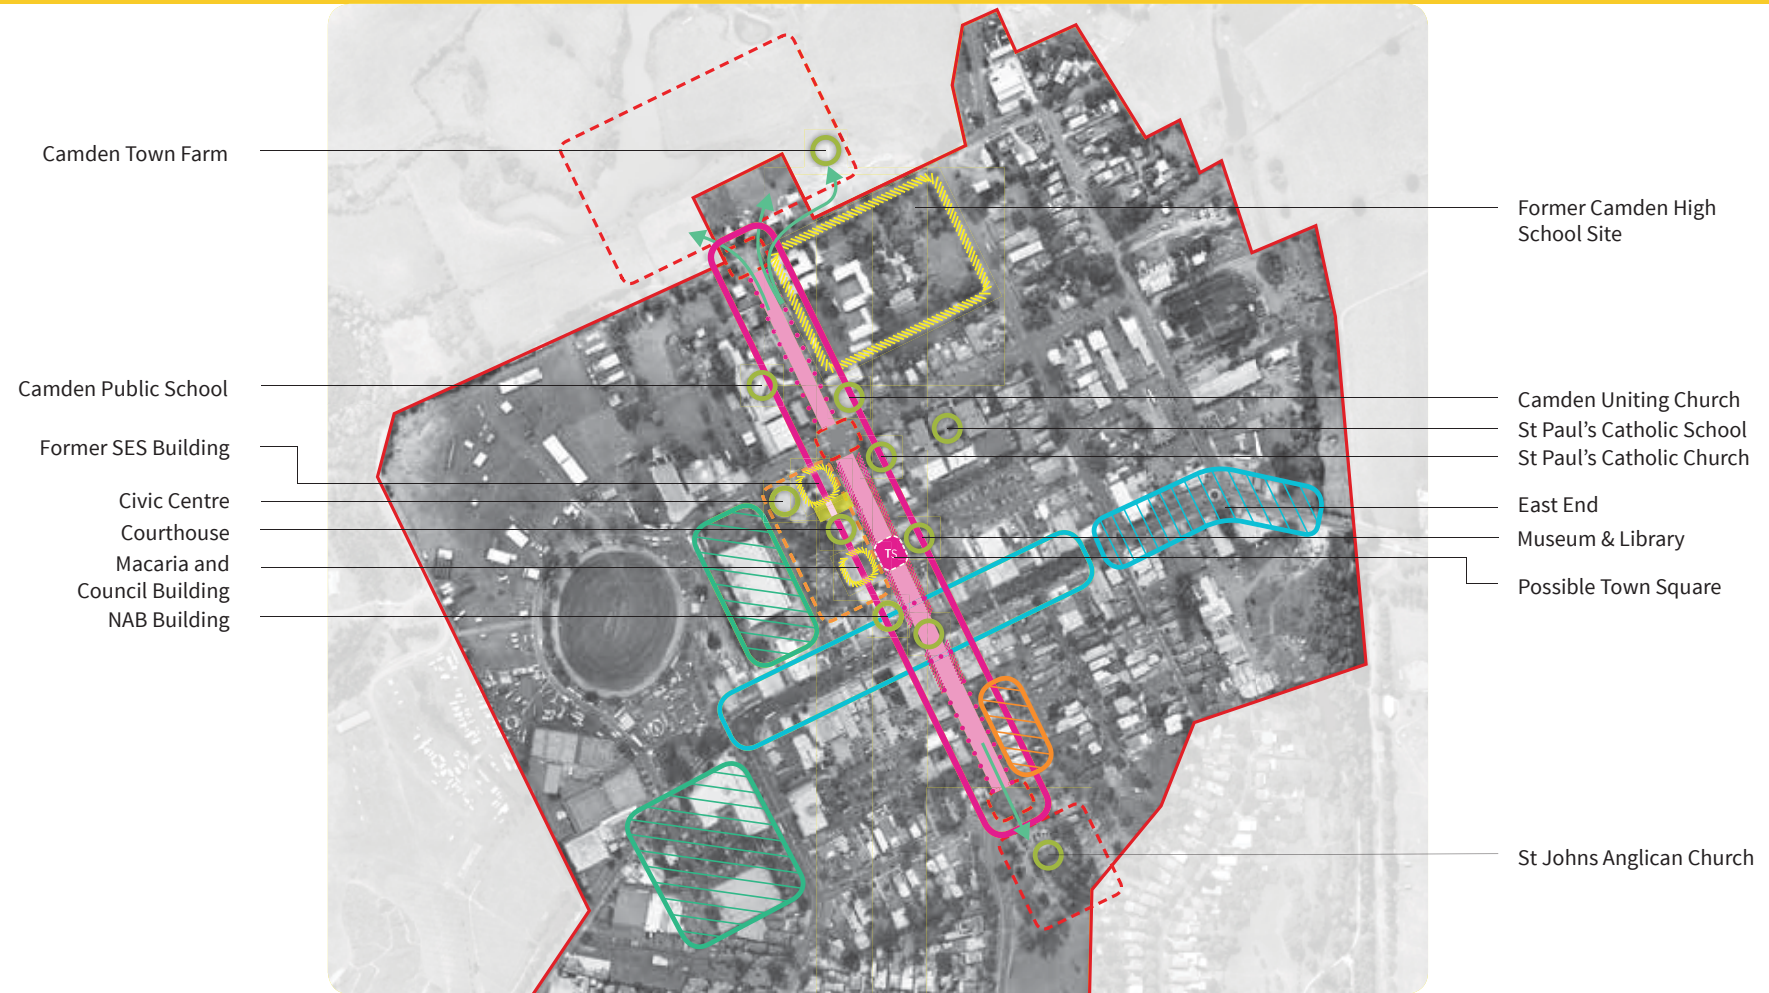 Camden Town Farm
Camden Public School
Former SES Building
Civic Centre
Courthouse
Macaria and
Council Building
NAB Building
TS
Former Camden High
School Site
Camden Uniting Church
St Paul's Catholic School
St Paul's Catholic Church
East End
Museum & Library
Possible Town Square
St Johns Anglican Church